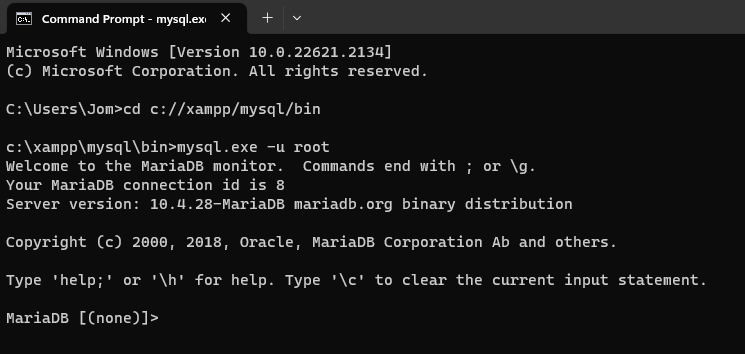 Command Prompt - mysql.exe
Microsoft Windows [Version 10.0.22621.2134]
(c) Microsoft Corporation. All rights reserved.
C:\Users\Jom>cd c://xampp/mysql/bin
c:\xampp\mysql\bin>mysql.exe -u root
Welcome to the MariaDB monitor.  Commands end with ; or \g.
Your MariaDB connection id is 8
Server version: 10.4.28-MariaDB mariadb.org binary distribution
Copyright (c) 2000, 2018, Oracle, MariaDB Corporation Ab and others.
Type 'help;' or '\h' for help. Type '\c' to clear the current input statement.
MariaDB [(none)]>